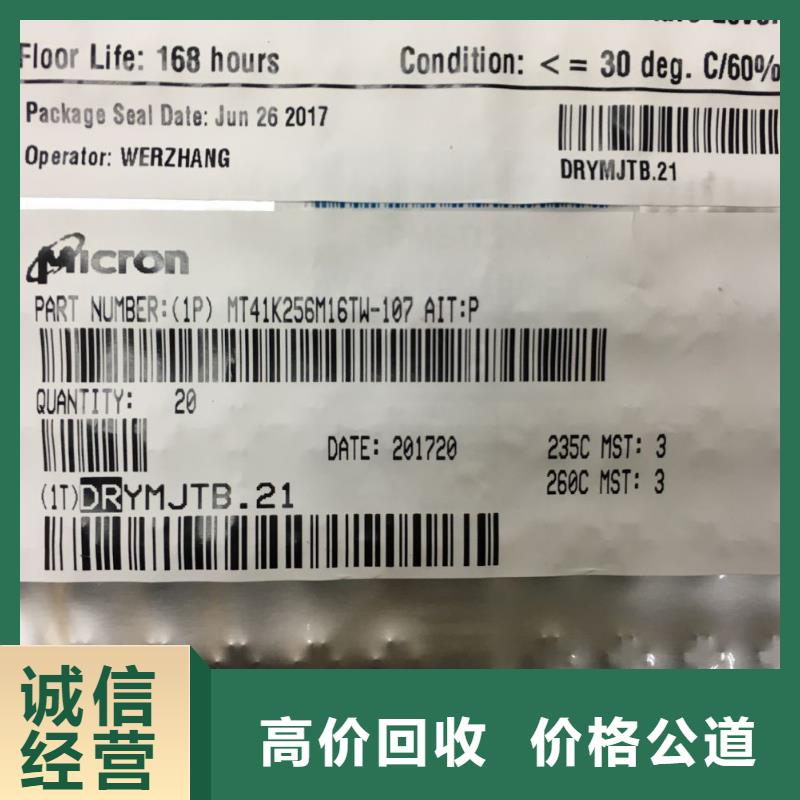 Floor Life: 168 hours
Condition: < = 30 deg. C/60%
Package Seal Date: Jun 26 2017
Operator: WERZHANG
DRYMJTB.21
Micron
PART NUMBER:(1P) MT41K256M16TW-107 AIT:P
QUANTITY: 20
DATE: 201720
235C MST: 3
260C MST: 3
(1T)DRYMJTB.21
诚信
经营
高价回收 价格公道